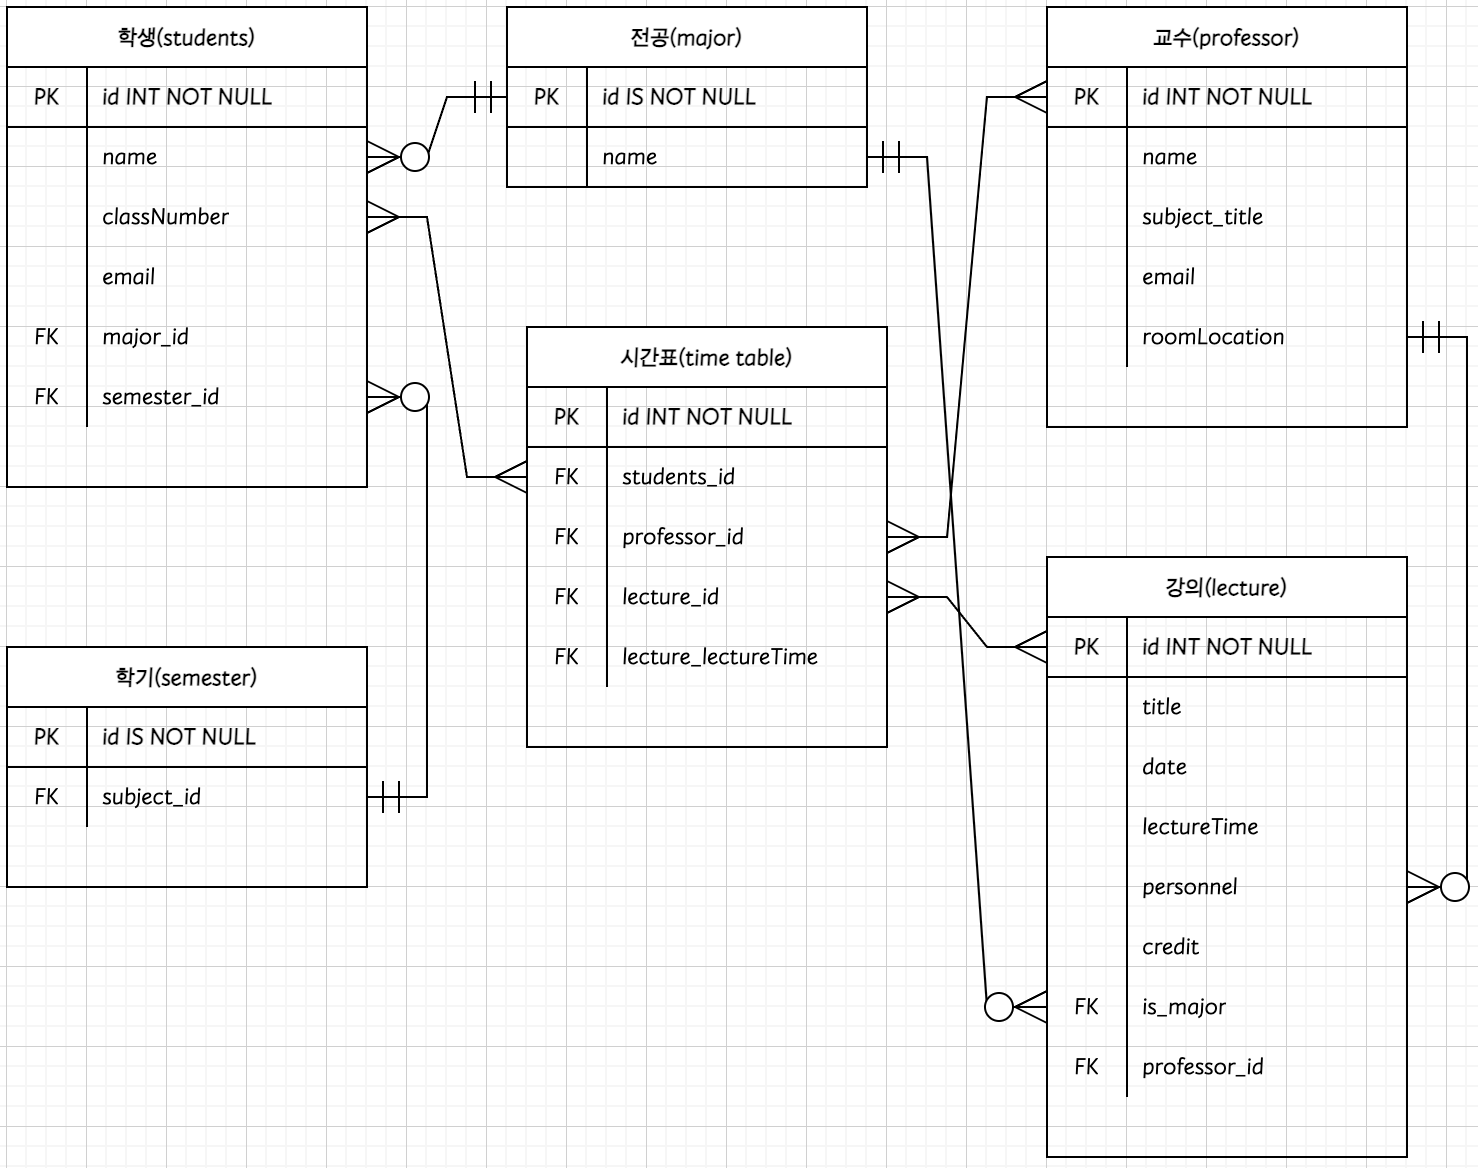 학생(students)
PK id INT NOT NULL
name
classNumber
email
FK major_id
FK semester_id
전공(major)
PK id IS NOT NULL
name
교수(professor)
PK id INT NOT NULL
name
subject_title
email
roomLocation
시간표(time table)
PK id INT NOT NULL
FK students_id
FK professor_id
FK lecture_id
FK lecture_lectureTime
학기(semester)
PK id IS NOT NULL
FK subject_id
강의(lecture)
PK id INT NOT NULL
title
date
lectureTime
personnel
credit
FK is_major
FK professor_id